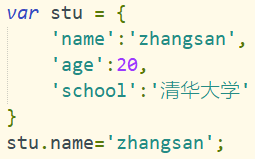 var stu = {
'name':'zhangsan',
'age':20,
'school':'清华大学'
}
stu.name='zhangsan';